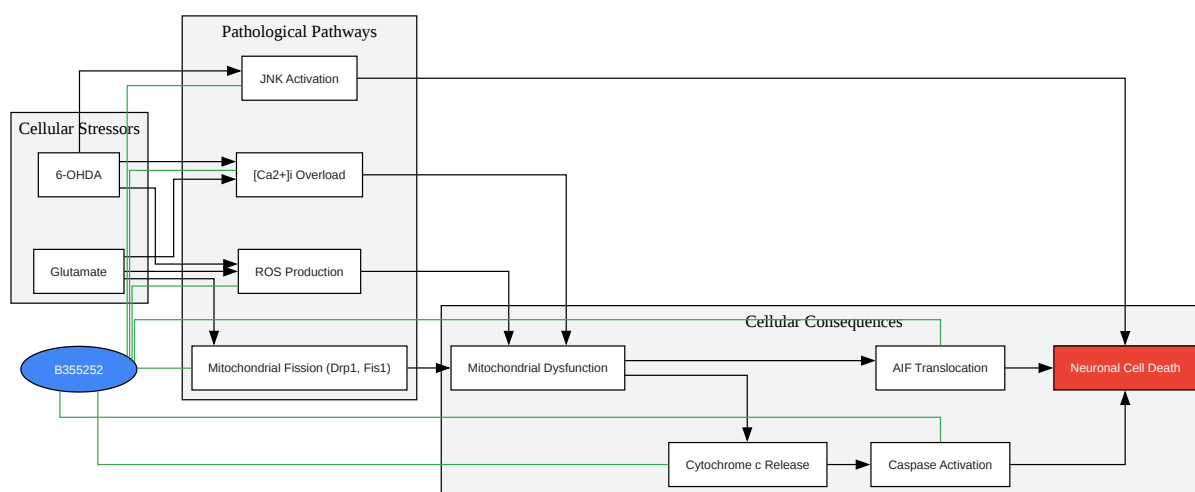 Pathological Pathways
JNK Activation
Cellular Stressors
6-OHDA
[Ca2+]i Overload
Glutamate
ROS Production
Cellular Consequences
B355252
Mitochondrial Fission (Drp1, Fis1)
Mitochondrial Dysfunction
AIF Translocation
Neuronal Cell Death
Cytochrome c Release
Caspase Activation